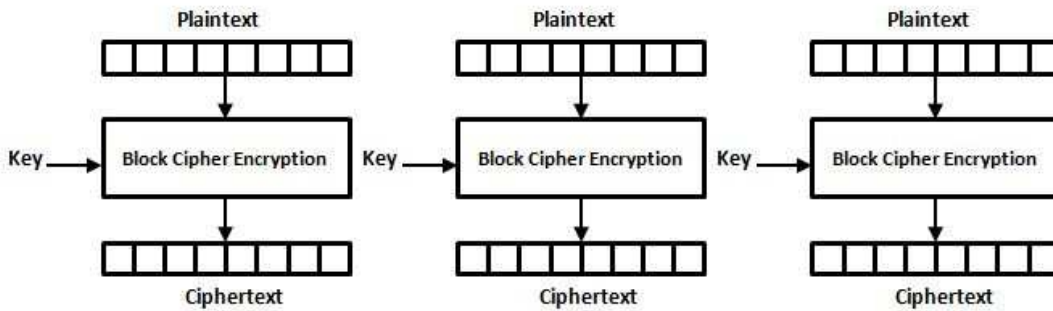 Plaintext Plaintext Plaintext
Key Block Cipher Encryption Key Block Cipher Encryption Key Block Cipher Encryption
Ciphertext Ciphertext Ciphertext